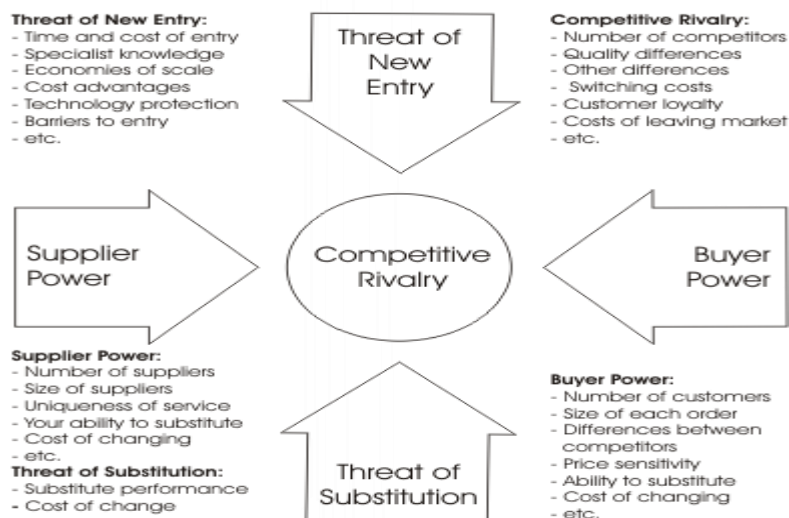 Threat of New Entry:
- Time and cost of entry
- Specialist knowledge
- Economies of scale
- Cost advantages
- Technology protection
- Barriers to entry
- etc.
Threat of
New
Entry
Competitive Rivalry:
- Number of competitors
- Quality differences
- Other differences
- Switching costs
- Customer loyalty
- Costs of leaving market
- etc.
Supplier
Power
Competitive
Rivalry
Buyer
Power
Supplier Power:
- Number of suppliers
- Size of suppliers
- Uniqueness of service
- Your ability to substitute
- Cost of changing
- etc.
Threat of Substitution:
- Substitute performance
- Cost of change
Threat of
Substitution
Buyer Power:
- Number of customers
- Size of each order
- Differences between
competitors
- Price sensitivity
- Ability to substitute
- Cost of changing
- etc.